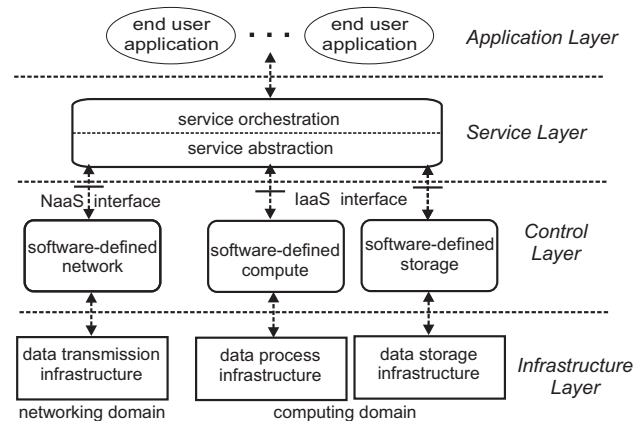 end user
application
. . .
end user
application
Application Layer
service orchestration
service abstraction
Service Layer
NaaS interface
IaaS interface
software-defined
network
software-defined
compute
software-defined
storage
Control
Layer
data transmission
infrastructure
data process
infrastructure
data storage
infrastructure
Infrastructure
Layer
networking domain
computing domain